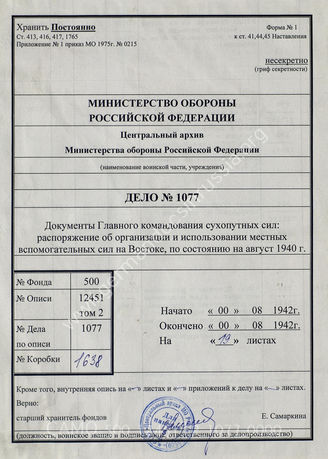 Хранить Постоянно
Форма № 1
Ст. 413, 416, 417, 1765
к ст. 41,44,45 Наставления
Приложение № 1 приказ МО 1975г. № 0215
несекретно
(гриф секретности)
МИНИСТЕРСТВО ОБОРОНЫ
РОССИЙСКОЙ ФЕДЕРАЦИИ
Центральный архив
Министерства обороны Российской Федерации
(наименование воинской части, учреждения)
ДЕЛО № 1077
Документы Главного командования сухопутных сил:
распоряжение об организации и использовании местных
вспомогательных сил на Востоке, по состоянию на август 1940 г.
№ Фонда 500
№ Описи 12451
том 2
№ Дела 1077
по описи
№ Коробки 1638
Начато « 00 » 08 1942г.
Окончено « 00 » 08 1942г.
На « 19 » листах
Кроме того, внутренняя опись на «–» листах и «–» приложений к делу на «–» листах.
Верно:
старший хранитель фондов
Е. Самаркина
(должность, воинское звание и подпись ответственного за делопроизводство)